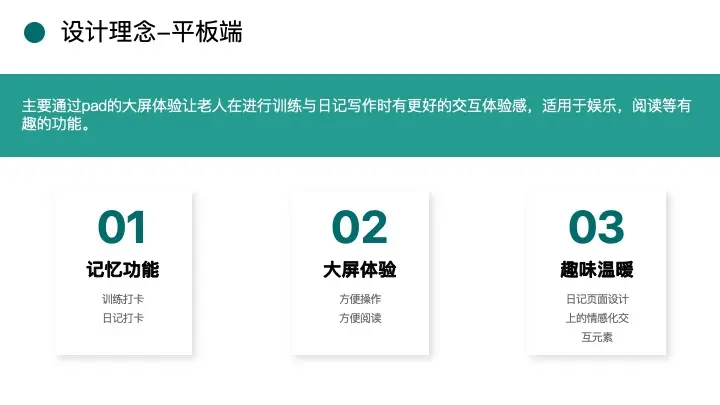 设计理念–平板端
主要通过pad的大屏体验让老人在进行训练与日记写作时有更好的交互体验感，适用于娱乐，阅读等有
趣的功能。
01
记忆功能
训练打卡
日记打卡
02
大屏体验
方便操作
方便阅读
03
趣味温暖
日记页面设计
上的情感化交
互元素